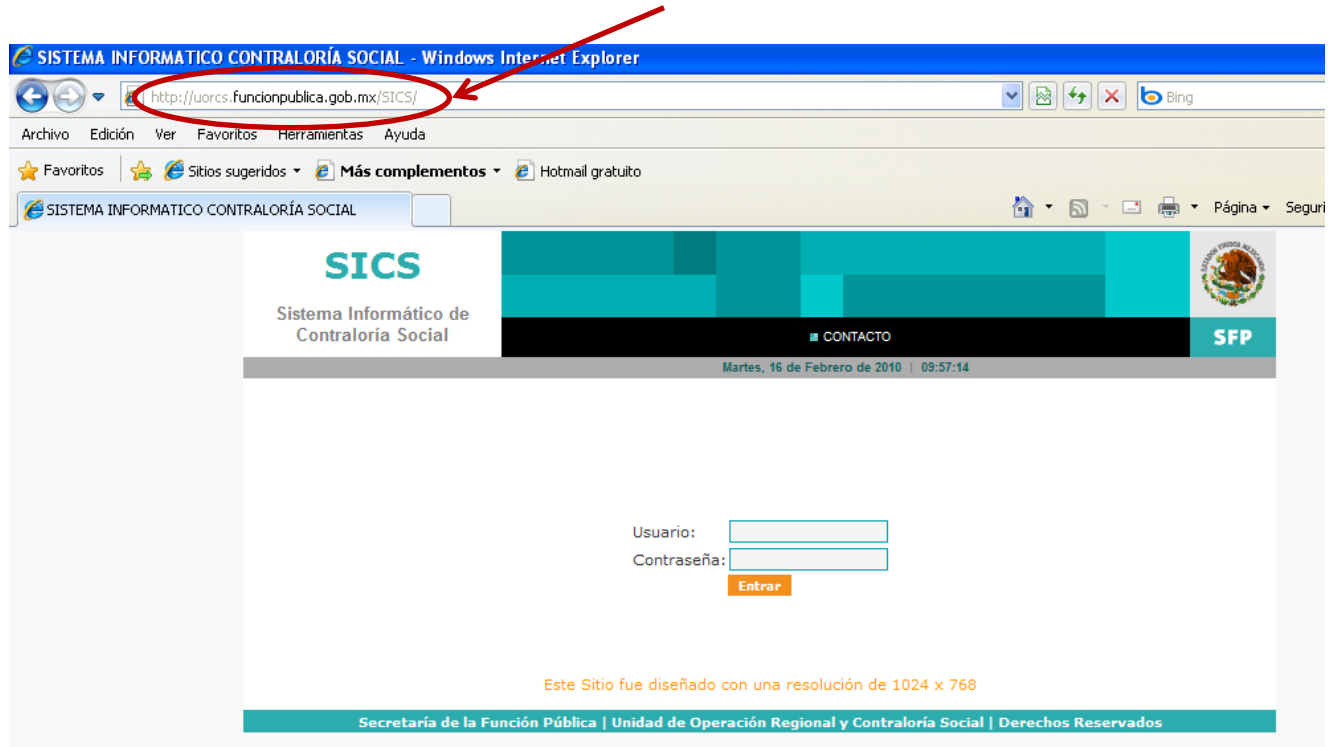 SISTEMA INFORMATICO CONTRALORÍA SOCIAL - Windows Internet Explorer
http://uorcs.funcionpublica.gob.mx/SICS/
Bing
Archivo Edición Ver Favoritos Herramientas Ayuda
Favoritos Sitios sugeridos Más complementos Hotmail gratuito
SISTEMA INFORMATICO CONTRALORÍA SOCIAL
Página Seguri
SICS
Sistema Informático de
Contraloría Social
ESTADOS UNIDOS MEXICANOS
CONTACTO
SFP
Martes, 16 de Febrero de 2010 | 09:57:14
Usuario:
Contraseña:
Entrar
Este Sitio fue diseñado con una resolución de 1024 x 768
Secretaría de la Función Pública | Unidad de Operación Regional y Contraloría Social | Derechos Reservados